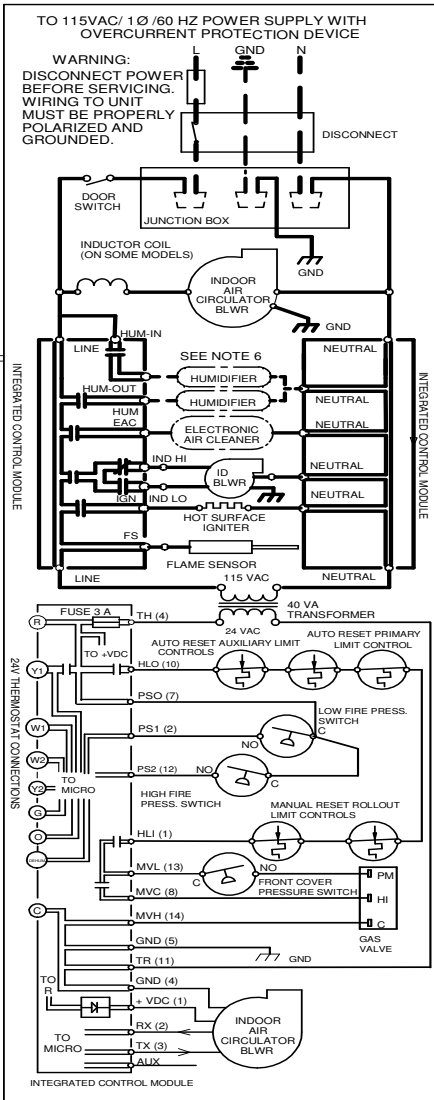 TO 115VAC/ 1Ø /60 HZ POWER SUPPLY WITH
OVERCURRENT PROTECTION DEVICE
L GND N
WARNING:
DISCONNECT POWER
BEFORE SERVICING.
WIRING TO UNIT
MUST BE PROPERLY
POLARIZED AND
GROUNDED.
DISCONNECT
DOOR
SWITCH
JUNCTION BOX
GND
INDUCTOR COIL
(ON SOME MODELS)
INDOOR
AIR
CIRCULATOR
BLWR
GND
INTEGRATED CONTROL MODULE
LINE
HUM-IN
SEE NOTE 6
NEUTRAL
INTEGRATED CONTROL MODULE
HUMIDIFIER
HUM-OUT
HUMIDIFIER
NEUTRAL
HUM
EAC
ELECTRONIC
AIR CLEANER
NEUTRAL
IND HI
ID
BLWR
NEUTRAL
IGN
IND LO
HOT SURFACE
IGNITER
NEUTRAL
FS
FLAME SENSOR
LINE
115 VAC
NEUTRAL
FUSE 3 A
40 VA
TRANSFORMER
24 VAC
R
TH (4)
TO +VDC
AUTO RESET AUXILIARY LIMIT
CONTROLS
AUTO RESET PRIMARY
LIMIT CONTROL
24V THERMOSTAT CONNECTIONS
Y1
HLO (10)
PSO (7)
LOW FIRE PRESS.
SWITCH
W1
PS1 (2)
NO
C
W2
PS2 (12)
NO
C
Y2
TO
MICRO
HIGH FIRE
PRESS. SWTICH
G
O
DEHUM
MANUAL RESET ROLLOUT
LIMIT CONTROLS
HLI (1)
MVL (13)
C
NO
PM
FRONT COVER
PRESSURE SWITCH
MVC (8)
HI
C
MVH (14)
C
GAS
VALVE
GND (5)
GND
TR (11)
GND (4)
TO
R
+ VDC (1)
RX (2)
INDOOR
AIR
CIRCULATOR
BLWR
TO
MICRO
TX (3)
AUX
INTEGRATED CONTROL MODULE